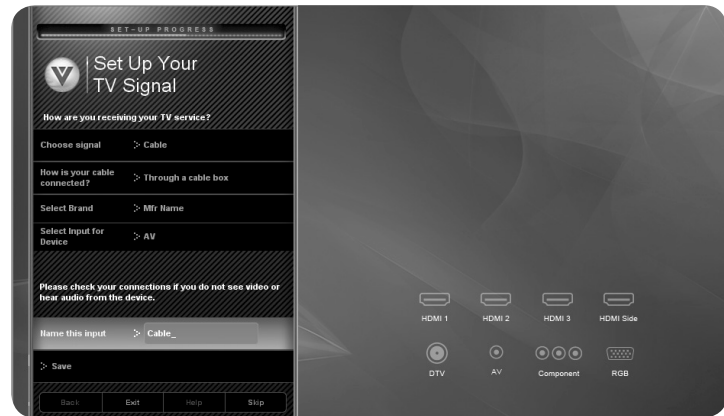 SET-UP PROGRESS
V
Set Up Your
TV Signal
How are you receiving your TV service?
Choose signal :> Cable
How is your cable
connected? :> Through a cable box
Select Brand :> Mfr Name
Select Input for
Device :> AV
Please check your connections if you do not see video or
hear audio from the device.
Name this input :> Cable_
:> Save
Back Exit Help Skip
HDMI 1 HDMI 2 HDMI 3 HDMI Side
DTV AV Component RGB